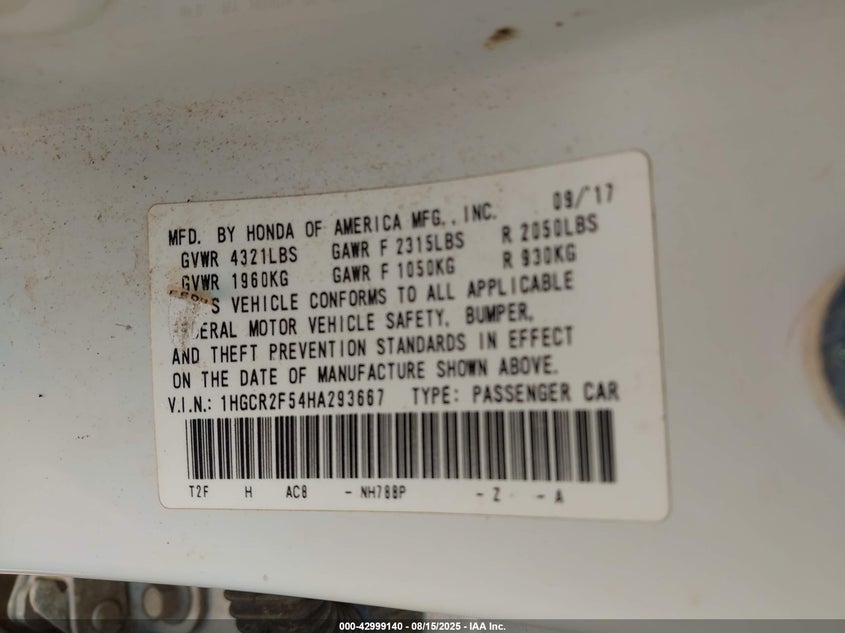 MFD. BY HONDA OF AMERICA MFG., INC. 09/'17
GVWR 4321LBS GAWR F 2315LBS R 2050LBS
GVWR 1960KG GAWR F 1050KG R 930KG
S VEHICLE CONFORMS TO ALL APPLICABLE
ERAL MOTOR VEHICLE SAFETY, BUMPER,
AND THEFT PREVENTION STANDARDS IN EFFECT
ON THE DATE OF MANUFACTURE SHOWN ABOVE.
V.I.N.: 1HGCR2F54HA293667 TYPE: PASSENGER CAR
T2F H AC8 - NH788P - Z - A
000-42999140 - 08/15/2025 - IAA Inc.